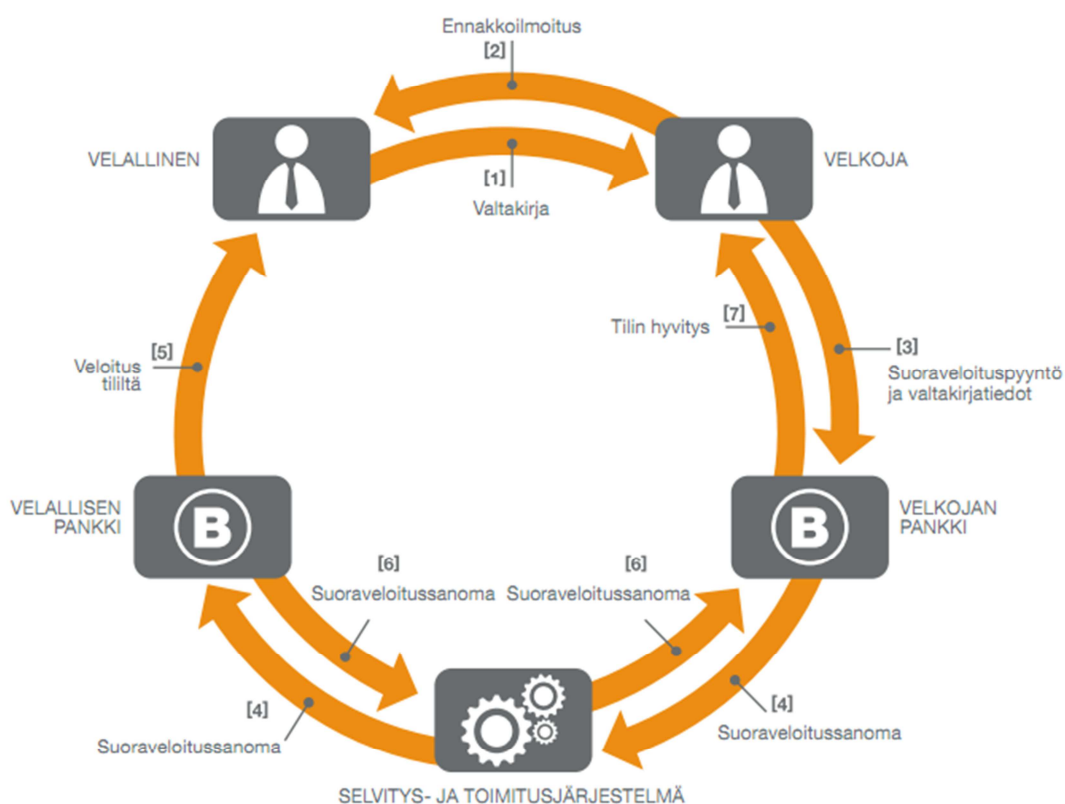 Ennakkoilmoitus
[2]
VELALLINEN
VELKOJA
[1]
Valtakirja
[7]
Tilin hyvitys
[3]
Suoraveloituspyyntö
ja valtakirjatiedot
[5]
Veloitus
tililtä
VELALLISEN
PANKKI
B
B
VELKOJAN
PANKKI
[6]
Suoraveloitussanoma
[6]
Suoraveloitussanoma
[4]
Suoraveloitussanoma
[4]
Suoraveloitussanoma
SELVITYS- JA TOIMITUSJÄRJESTELMÄ